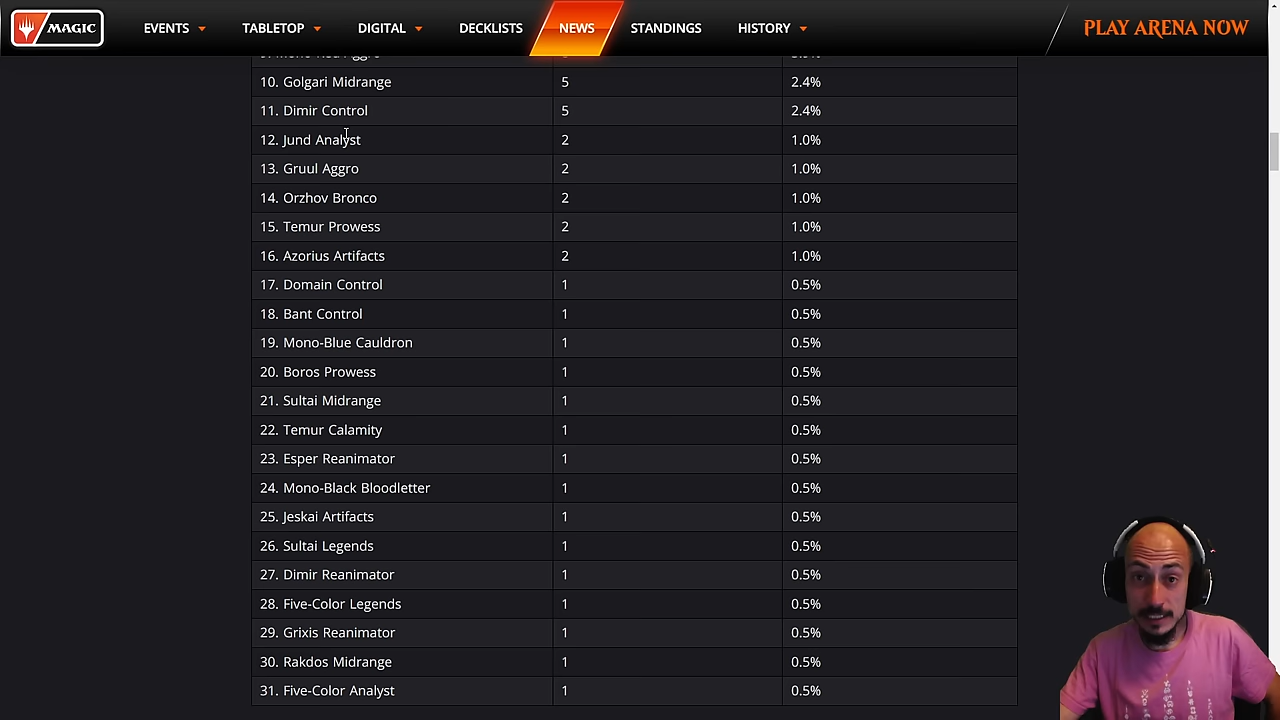 MAGIC EVENTS TABLETOP DIGITAL DECKLISTS NEWS STANDINGS HISTORY PLAY ARENA NOW
10. Golgari Midrange 5 2.4%
11. Dimir Control 5 2.4%
12. Jund Analyst 2 1.0%
13. Gruul Aggro 2 1.0%
14. Orzhov Bronco 2 1.0%
15. Temur Prowess 2 1.0%
16. Azorius Artifacts 2 1.0%
17. Domain Control 1 0.5%
18. Bant Control 1 0.5%
19. Mono-Blue Cauldron 1 0.5%
20. Boros Prowess 1 0.5%
21. Sultai Midrange 1 0.5%
22. Temur Calamity 1 0.5%
23. Esper Reanimator 1 0.5%
24. Mono-Black Bloodletter 1 0.5%
25. Jeskai Artifacts 1 0.5%
26. Sultai Legends 1 0.5%
27. Dimir Reanimator 1 0.5%
28. Five-Color Legends 1 0.5%
29. Grixis Reanimator 1 0.5%
30. Rakdos Midrange 1 0.5%
31. Five-Color Analyst 1 0.5%